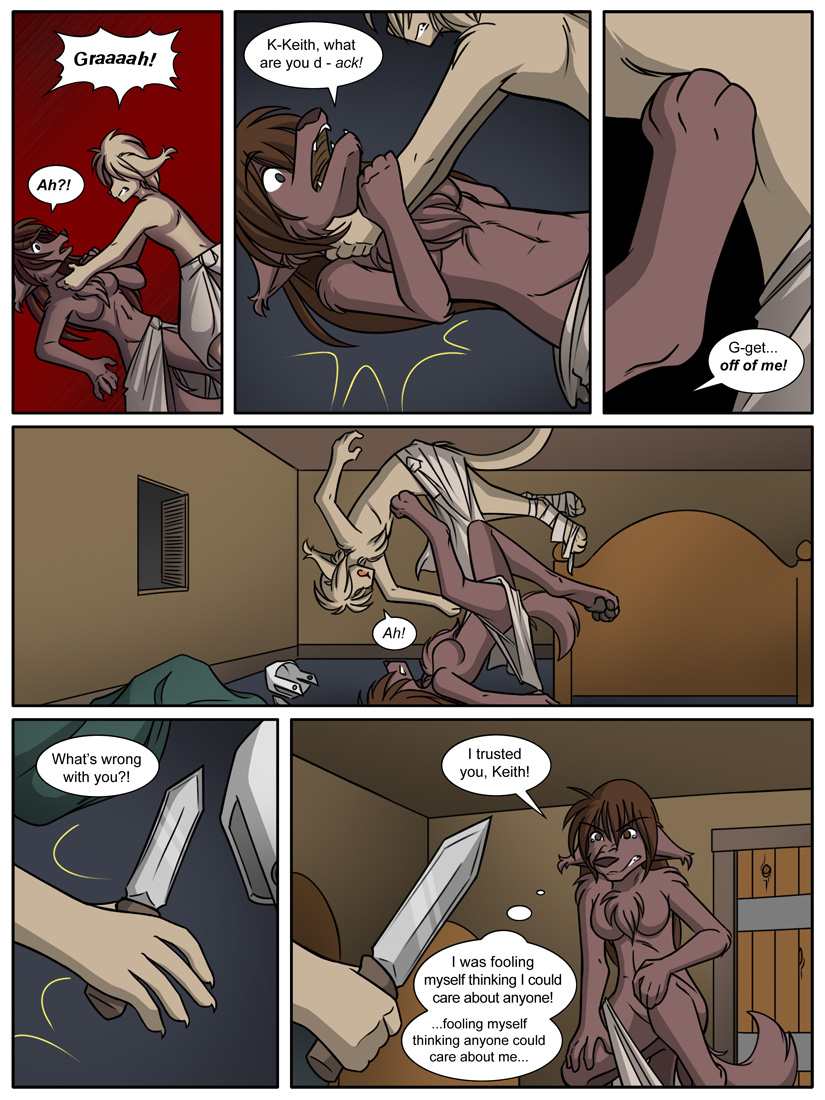 Graaaah!
Ah?!
K-Keith, what
are you d - ack!
G-get...
off of me!
Ah!
What's wrong
with you?!
I trusted
you, Keith!
I was fooling
myself thinking I could
care about anyone!
...fooling myself
thinking anyone could
care about me...